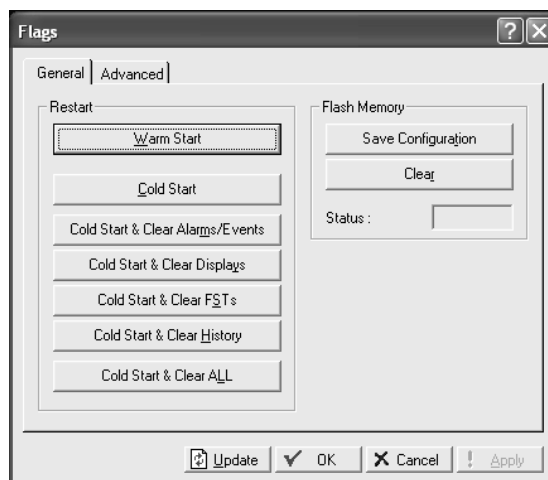 Flags
General Advanced
Restart
Warm Start
Cold Start
Cold Start & Clear Alarms/Events
Cold Start & Clear Displays
Cold Start & Clear FSTs
Cold Start & Clear History
Cold Start & Clear ALL
Flash Memory
Save Configuration
Clear
Status :
Update OK Cancel Apply